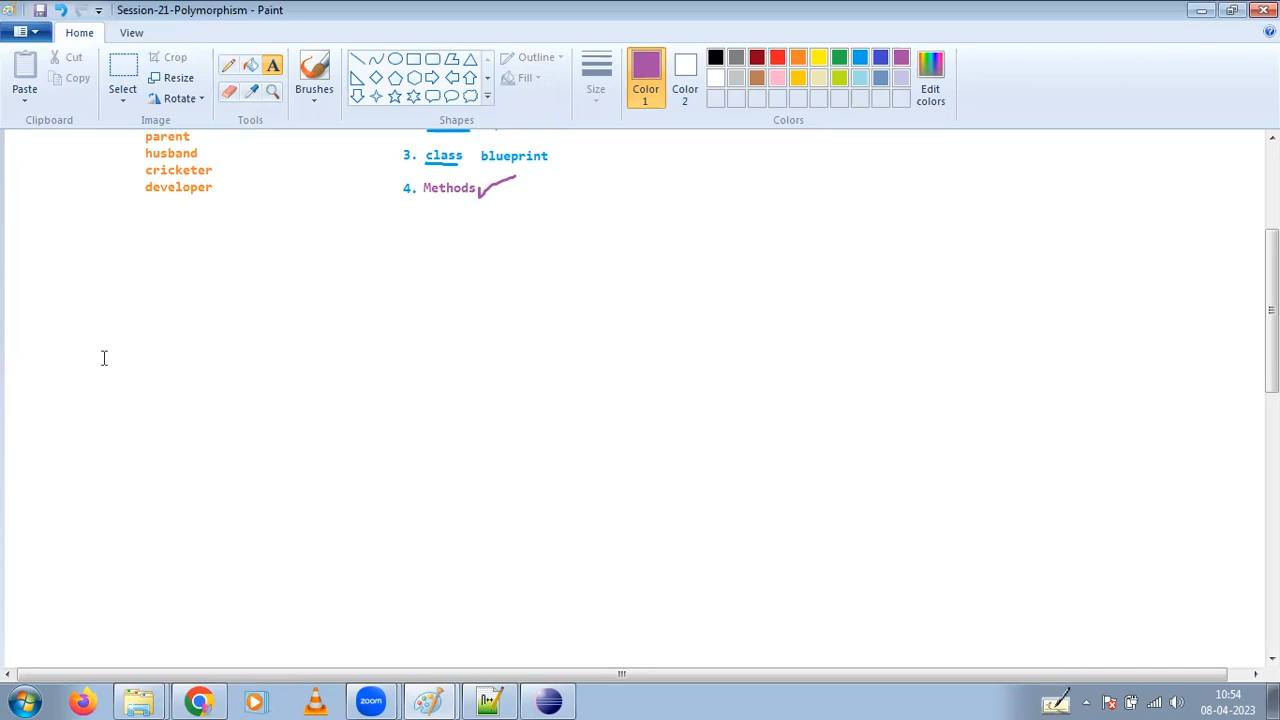 Session-21-Polymorphism - Paint
Home View
Paste
Cut
Copy
Clipboard
Select
Crop
Resize
Rotate
Image
A
Tools
Brushes
Outline
Fill
Shapes
Size
Color 1
Color 2
Edit colors
Colors
parent
husband
cricketer
developer
3. class blueprint
4. Methods
zoom
10:54
08-04-2023